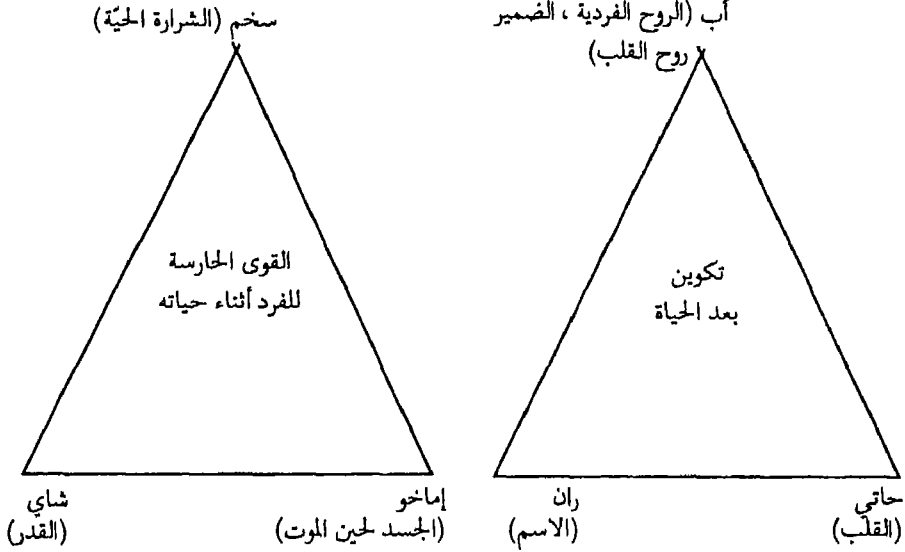 أب (الروح الفردية ، الضمير
روح القلب)
تكوين
بعد الحياة
حاتي
(القلب)
ران
(الاسم)
سخم (الشرارة الحيّة)
القوى الحارسة
للفرد أثناء حياته
إماخو
(الجسد لحين الموت)
شاي
(القدر)